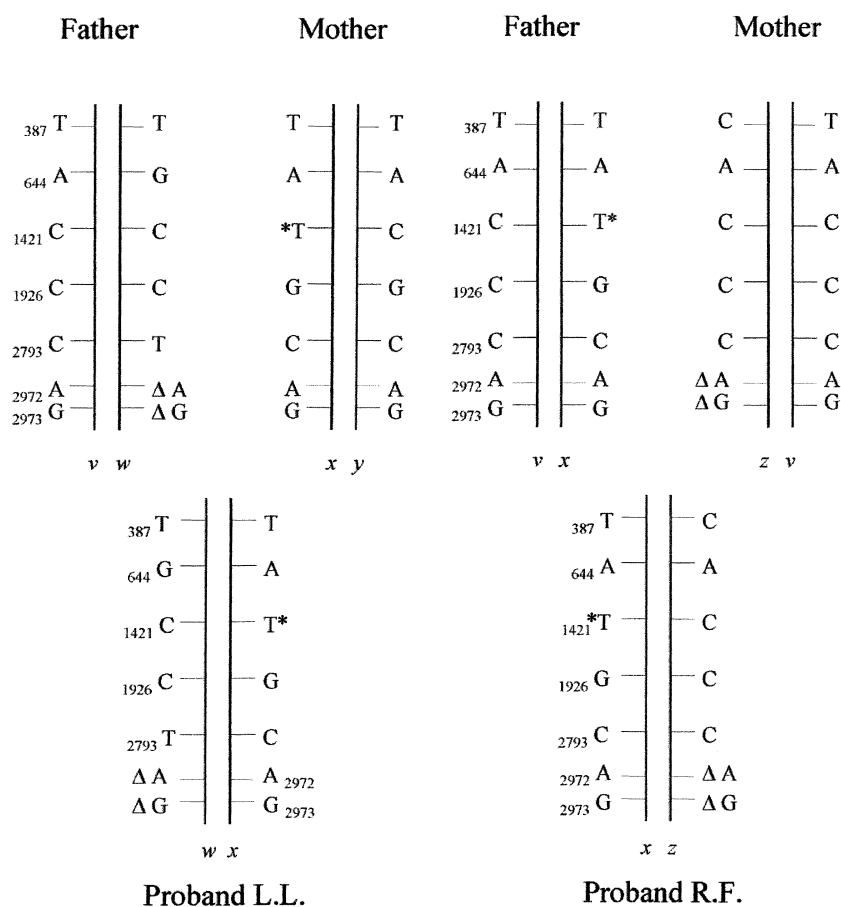 Father Mother Father Mother
387 T T T T 387 T T C T
644 A G A A 644 A A A A
1421 C C *T C 1421 C T* C C
1926 C C G G 1926 C G C C
2793 C T C C 2793 C C C C
2972 A Δ A A A 2972 A A Δ A A
2973 G Δ G G G 2973 G G Δ G G
v w x y v x z v
387 T T 387 T C
644 G A 644 A A
1421 C T* 1421 *T C
1926 C G 1926 G C
2793 T C 2793 C C
Δ A A 2972 2972 A Δ A
Δ G G 2973 2973 G Δ G
w x x z
Proband L.L. Proband R.F.